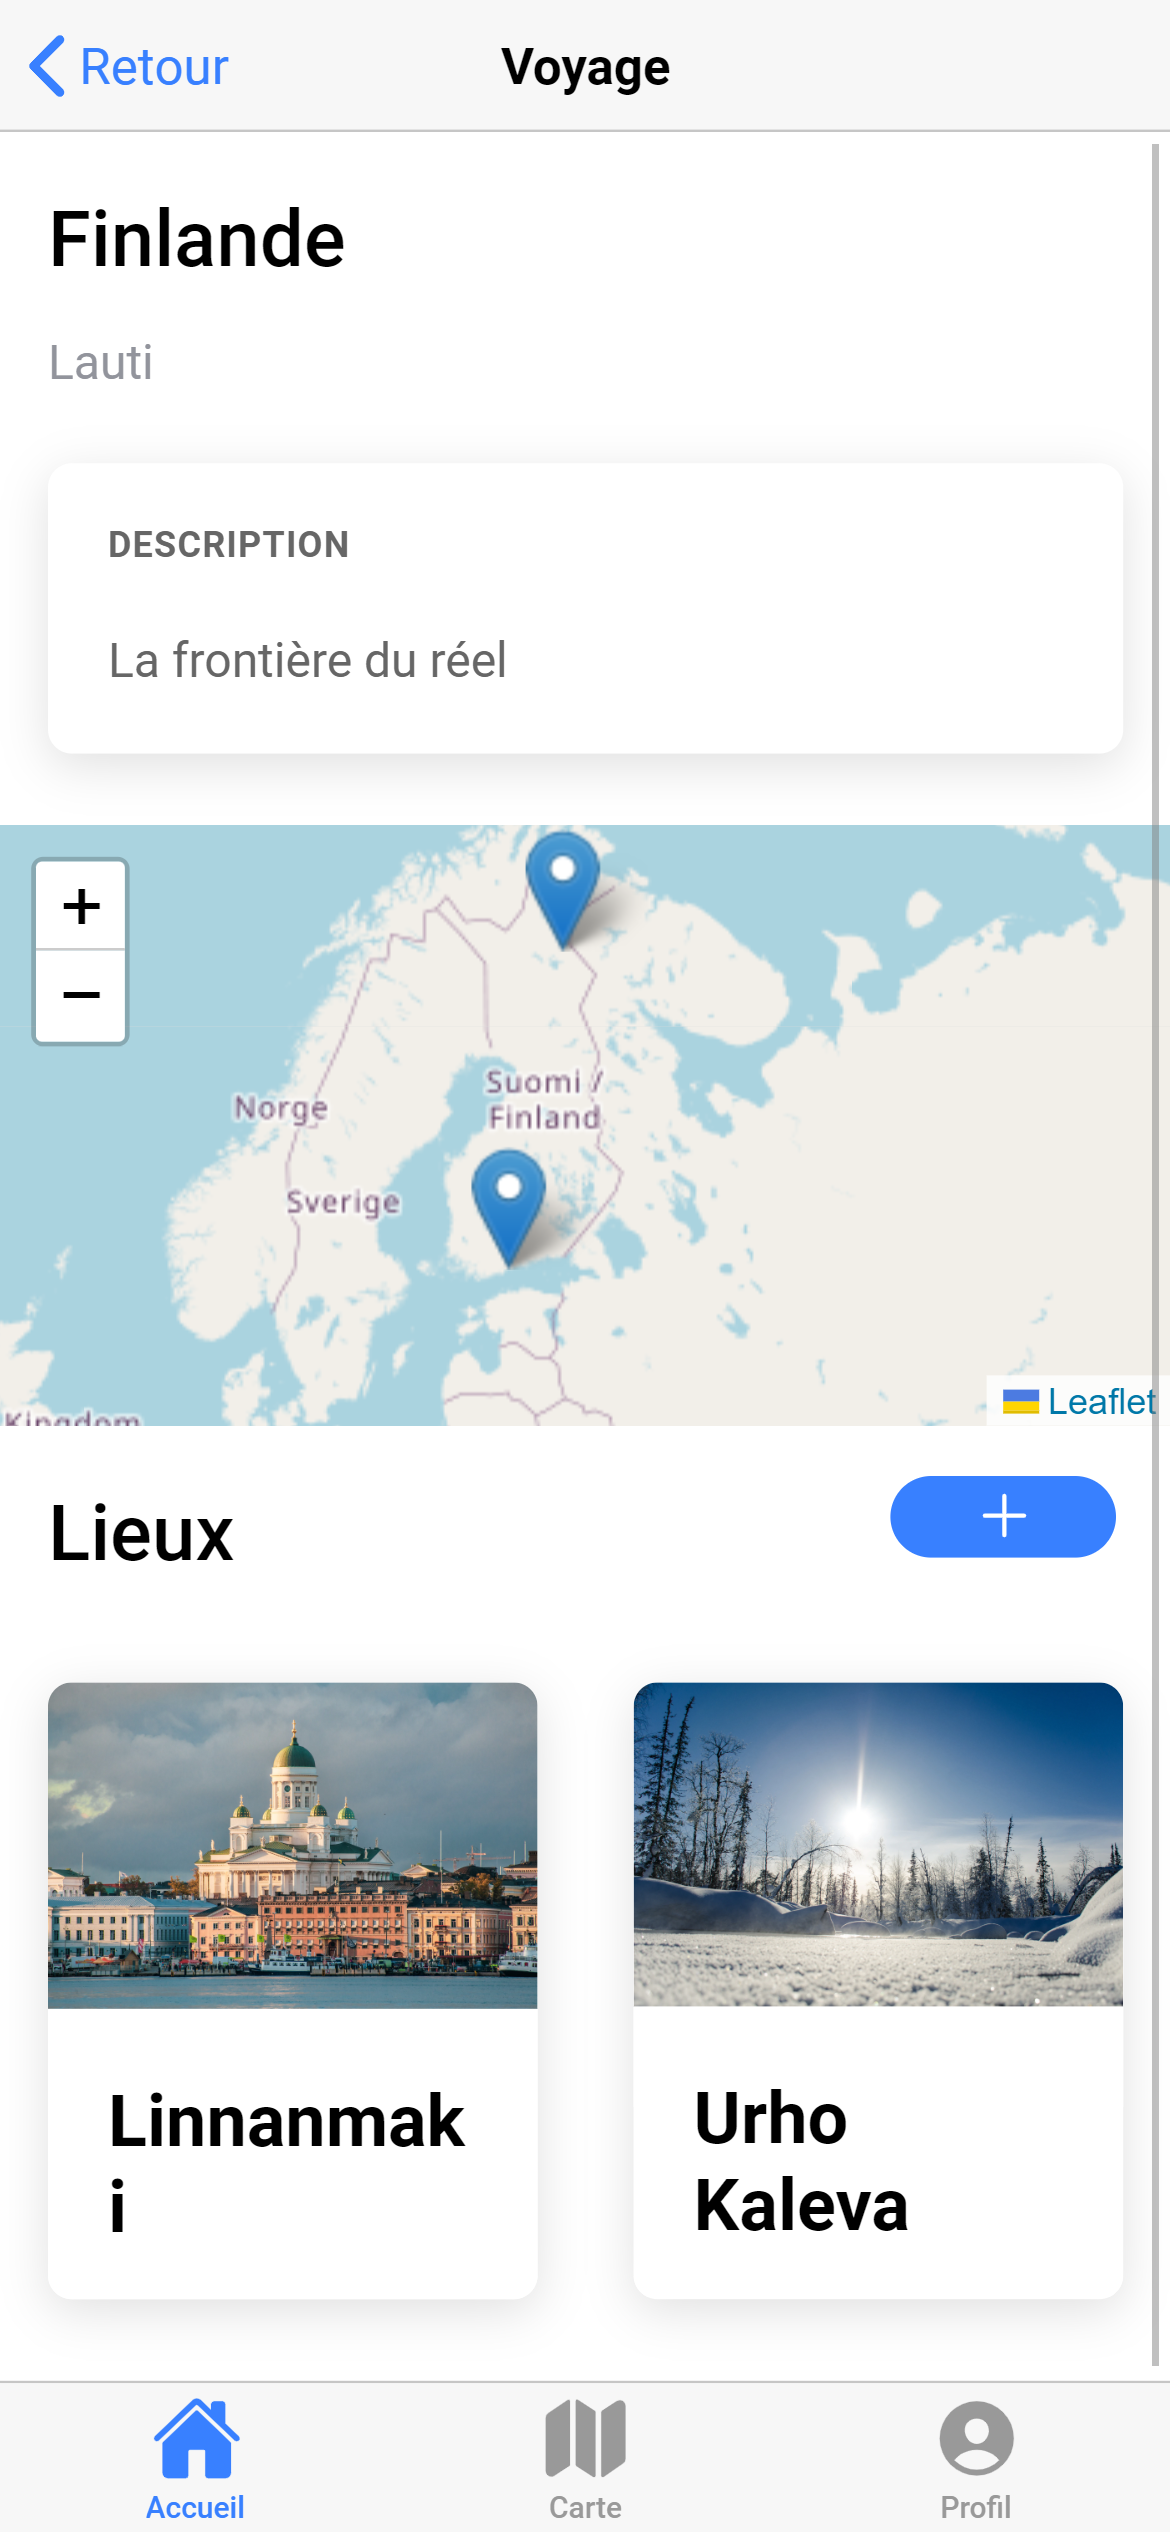 Retour
Voyage
Finlande
Lauti
DESCRIPTION
La frontière du réel
+
−
Suomi /
Finland
Norge
Sverige
Kingdom
Leaflet
Lieux
Linnanmak
i
Urho
Kaleva
Accueil
Carte
Profil